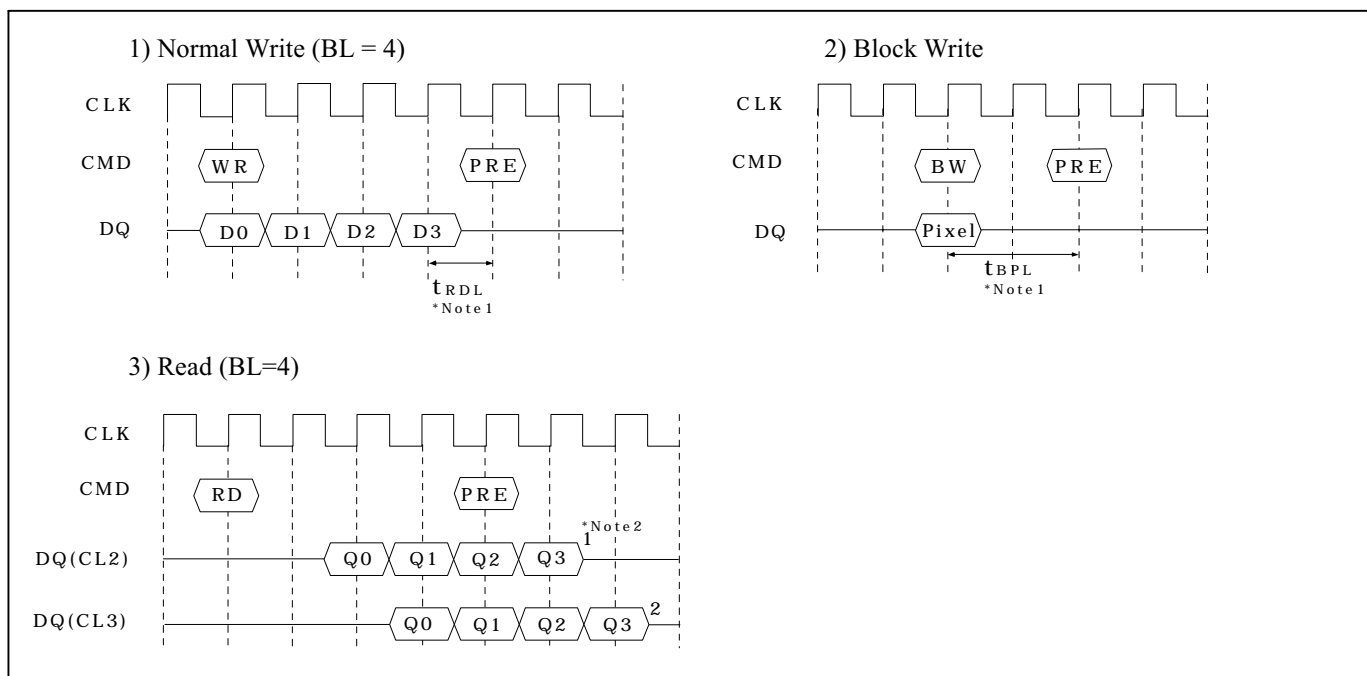 1) Normal Write (BL = 4)
CLK
CMD WR PRE
DQ D0 D1 D2 D3
tRDL
*Note1
2) Block Write
CLK
CMD BW PRE
DQ Pixel
tBPL
*Note1
3) Read (BL=4)
CLK
CMD RD PRE
*Note2
DQ(CL2) Q0 Q1 Q2 Q3 1
DQ(CL3) Q0 Q1 Q2 Q3 2